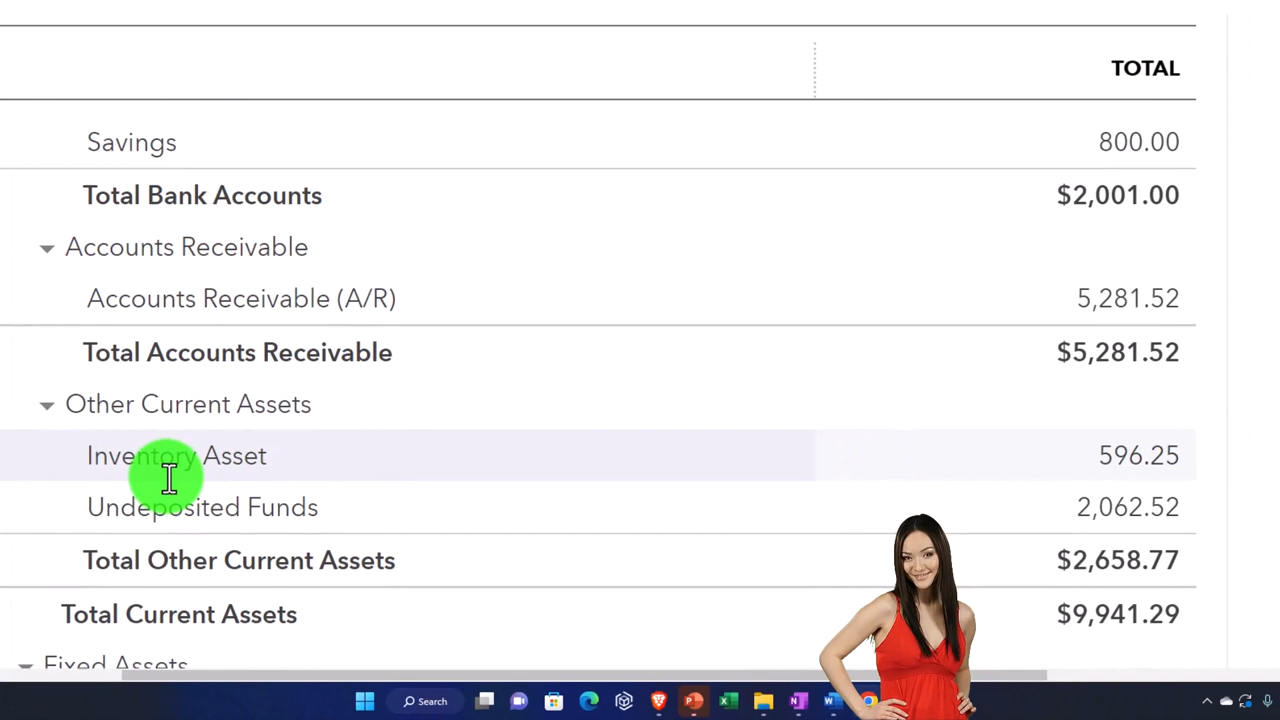 TOTAL
Savings 800.00
Total Bank Accounts $2,001.00
Accounts Receivable
Accounts Receivable (A/R) 5,281.52
Total Accounts Receivable $5,281.52
Other Current Assets
Inventory Asset 596.25
Undeposited Funds 2,062.52
Total Other Current Assets $2,658.77
Total Current Assets $9,941.29
Fixed Assets
Search